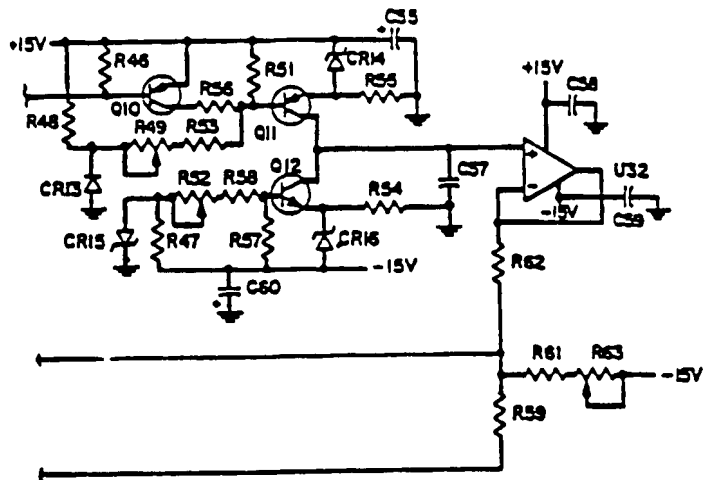 C55
+15V
R46
R51
CR14
R55
R56
Q10
+15V
C58
R48
R49
R53
Q11
Q12
U32
C57
CR13
R52
R58
R54
-15V
C59
CR15
R47
R57
CR16
-15V
R62
C60
R61
R63
-15V
R59